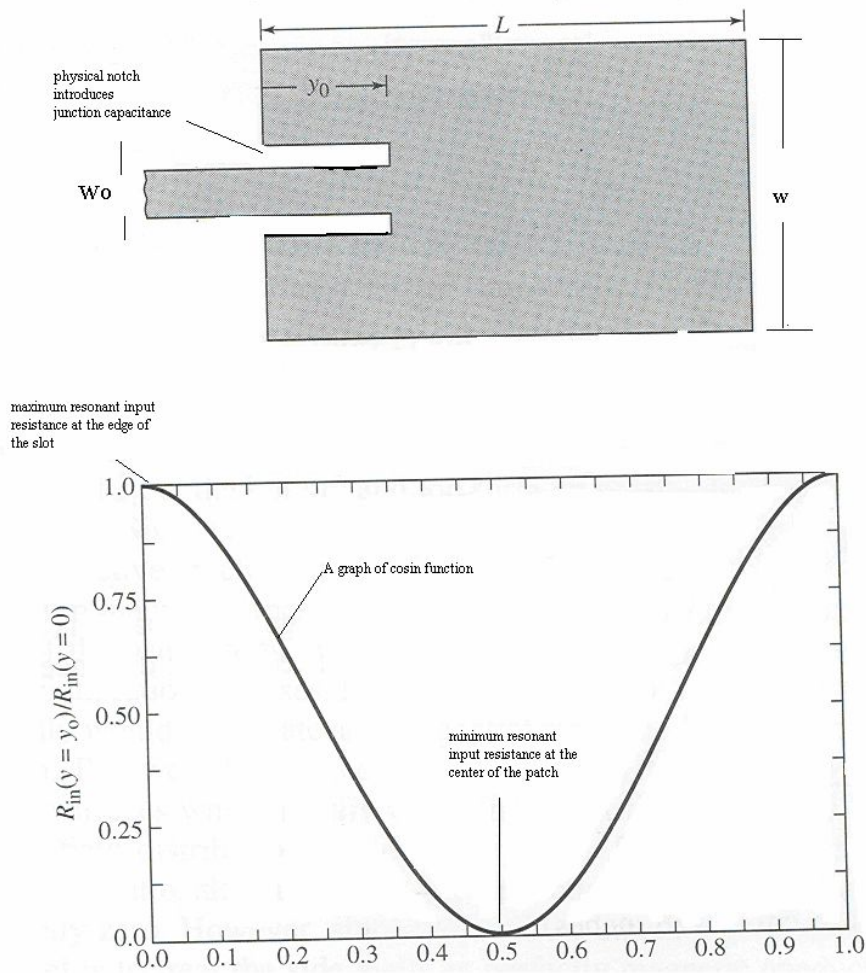 L
physical notch
introduces
junction capacitance
y0
Wo
w
maximum resonant input
resistance at the edge of
the slot
1.0
A graph of cosin function
0.75
Rin(y = yo)/Rin(y = 0)
0.50
minimum resonant
input resistance at the
center of the patch
0.25
0.0
0.0 0.1 0.2 0.3 0.4 0.5 0.6 0.7 0.8 0.9 1.0